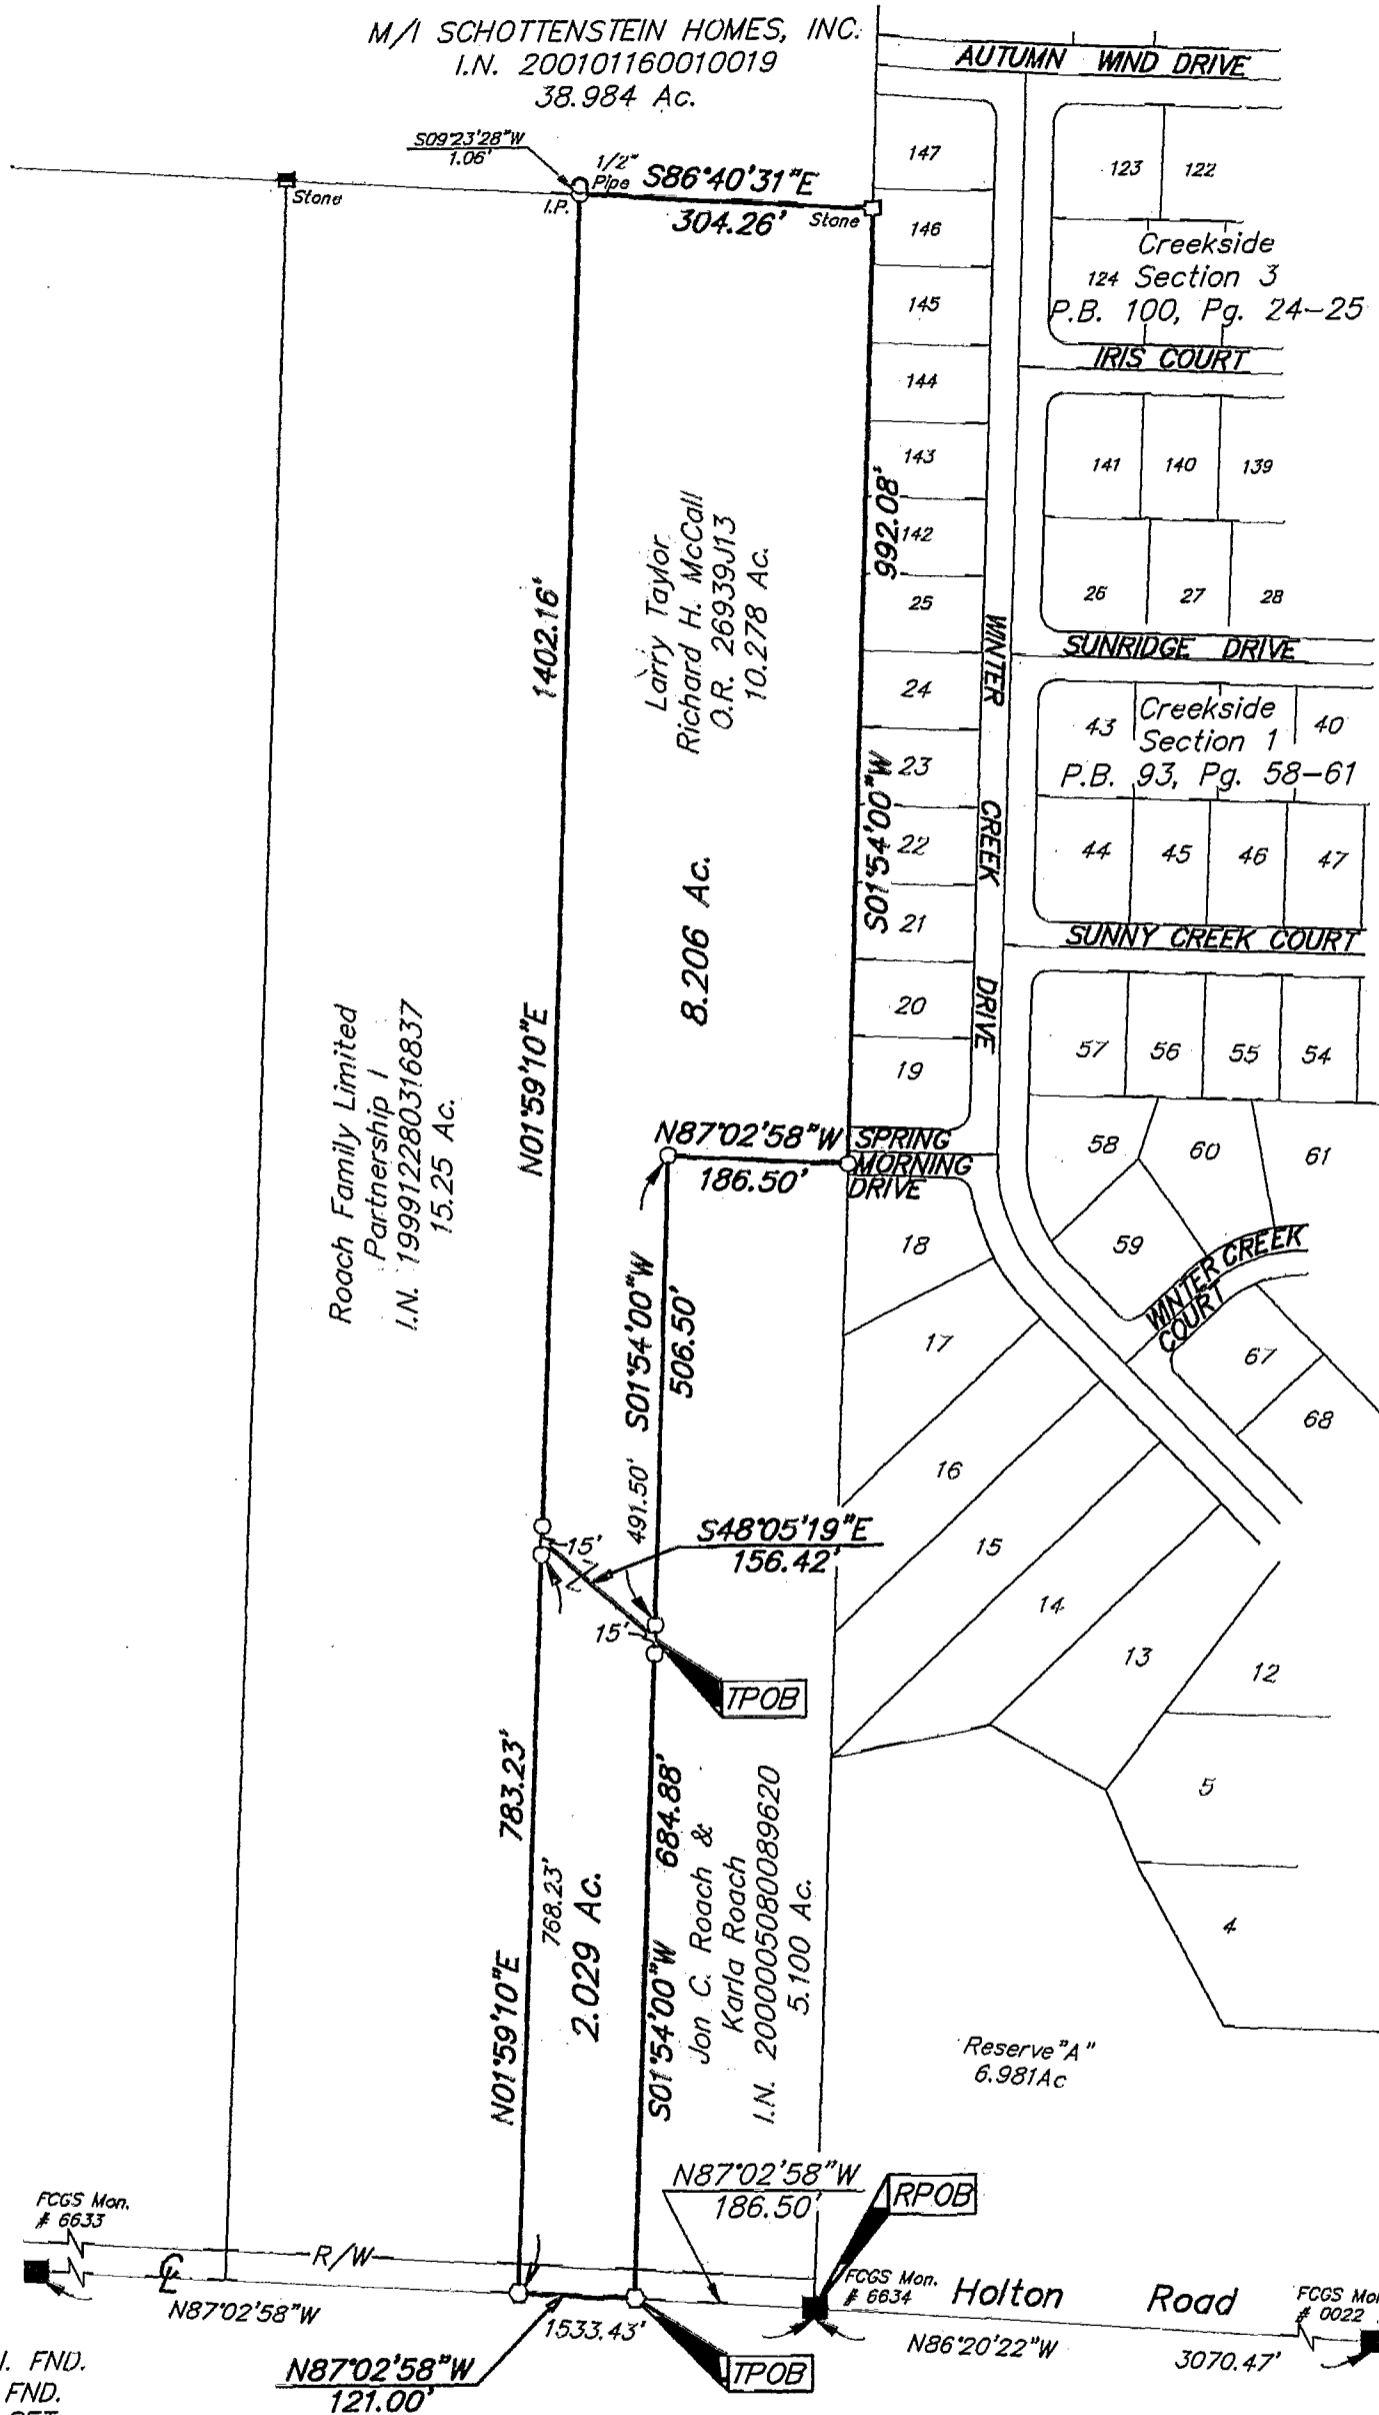 M/I SCHOTTENSTEIN HOMES, INC.
I.N. 200101160010019
38.984 Ac.
AUTUMN WIND DRIVE
S09°23'28"W
1.06'
1/2"
Pipe
S86°40'31"E
304.26'
Stone
I.P.
Stone
147
146
145
144
143
142
25
24
23
22
21
20
19
123
122
Creekside
124 Section 3
P.B. 100, Pg. 24-25
IRIS COURT
141
140
139
26
27
28
SUNRIDGE DRIVE
43
Creekside
Section 1
40
P.B. 93, Pg. 58-61
44
45
46
47
SUNNY CREEK COURT
57
56
55
54
58
60
61
59
WINTER CREEK
COURT
67
68
WINTER CREEK DRIVE
992.08'
S01°54'00"W
1402.16'
N01°59'10"E
Larry Taylor
Richard H. McCall
O.R. 26939J13
10.278 Ac.
8.206 Ac.
Roach Family Limited
Partnership I
I.N. 199912280316837
15.25 Ac.
N87°02'58"W
186.50'
SPRING
MORNING
DRIVE
18
17
16
15
14
13
12
5
4
S01°54'00"W
506.50'
491.50'
S48°05'19"E
156.42'
15'
15'
TPOB
783.23'
N01°59'10"E
768.23'
2.029 Ac.
684.88'
S01°54'00"W
Jon C. Roach &
Karla Roach
I.N. 200005080089620
5.100 Ac.
Reserve "A"
6.981Ac
N87°02'58"W
186.50'
RPOB
FCGS Mon.
# 6633
R/W
CL
N87°02'58"W
1533.43'
FCGS Mon.
# 6634
Holton Road
FCGS Mon
# 0022
N86°20'22"W
3070.47'
N87°02'58"W
121.00'
TPOB
FND.
FND.